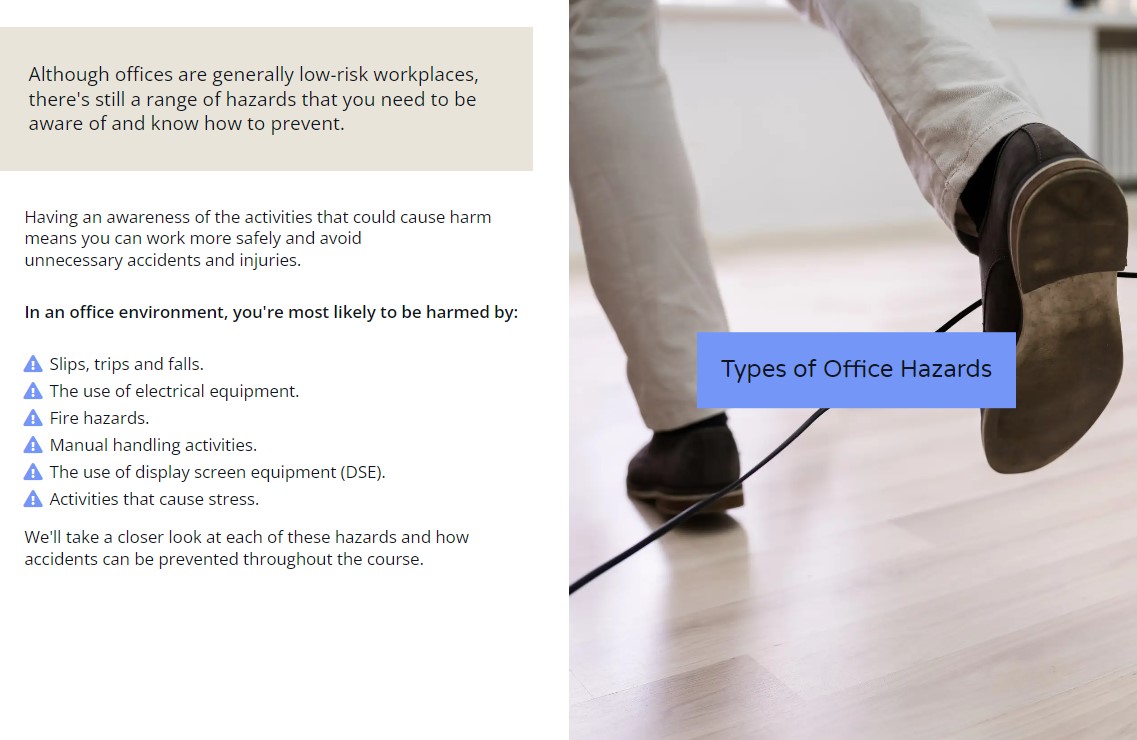 Although offices are generally low-risk workplaces,
there's still a range of hazards that you need to be
aware of and know how to prevent.
Having an awareness of the activities that could cause harm
means you can work more safely and avoid
unnecessary accidents and injuries.
In an office environment, you're most likely to be harmed by:
Slips, trips and falls.
The use of electrical equipment.
Fire hazards.
Manual handling activities.
The use of display screen equipment (DSE).
Activities that cause stress.
We'll take a closer look at each of these hazards and how
accidents can be prevented throughout the course.
Types of Office Hazards